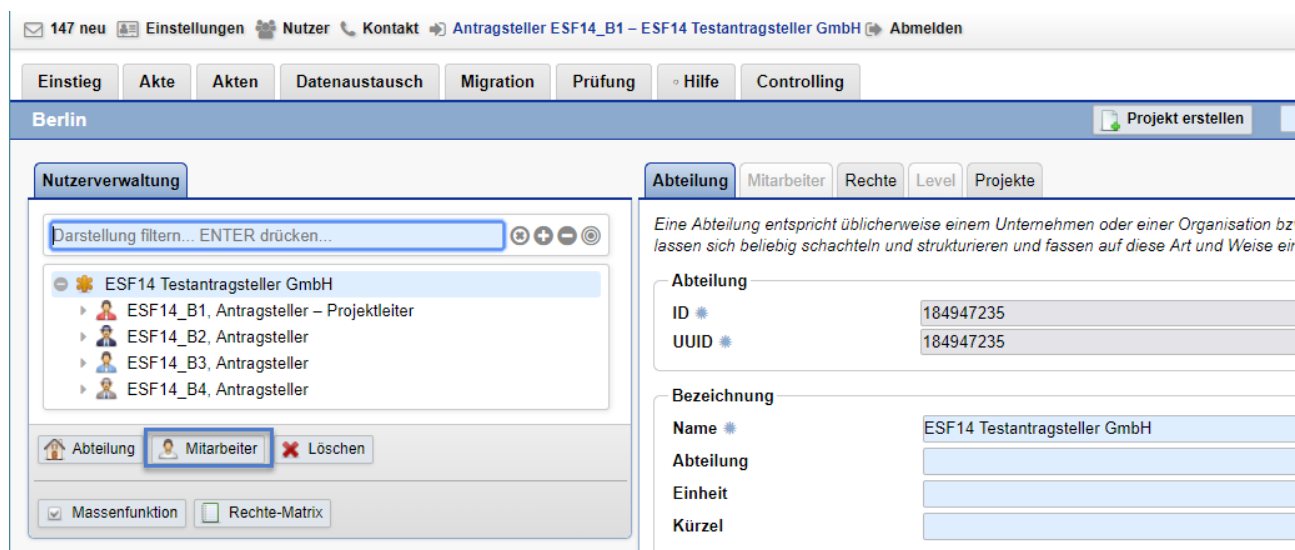 147 neu Einstellungen Nutzer Kontakt Antragsteller ESF14_B1 – ESF14 Testantragsteller GmbH Abmelden
Einstieg Akte Akten Datenaustausch Migration Prüfung Hilfe Controlling
Berlin Projekt erstellen
Nutzerverwaltung
Darstellung filtern... ENTER drücken...
ESF14 Testantragsteller GmbH
ESF14_B1, Antragsteller – Projektleiter
ESF14_B2, Antragsteller
ESF14_B3, Antragsteller
ESF14_B4, Antragsteller
Abteilung Mitarbeiter Löschen
Massenfunktion Rechte-Matrix
Abteilung Mitarbeiter Rechte Level Projekte
Eine Abteilung entspricht üblicherweise einem Unternehmen oder einer Organisation
lassen sich beliebig schachteln und strukturieren und fassen auf diese Art und Weise
Abteilung
ID 184947235
UUID 184947235
Bezeichnung
Name ESF14 Testantragsteller GmbH
Abteilung
Einheit
Kürzel